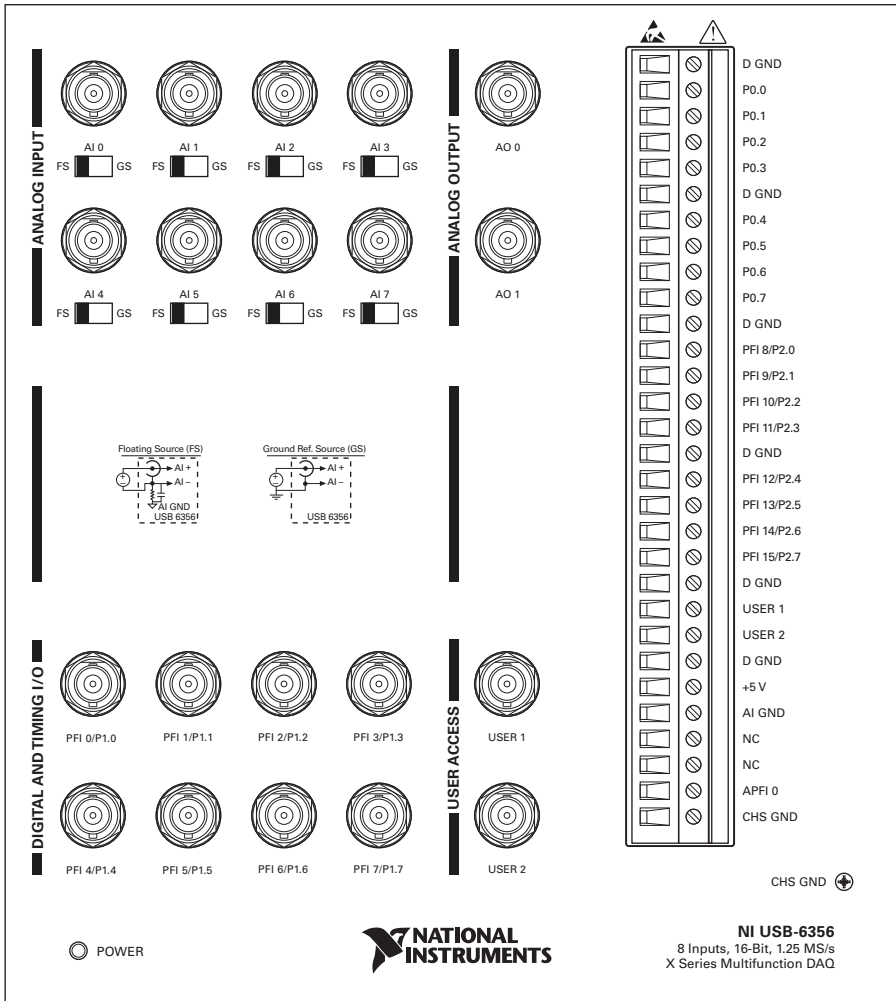 ANALOG INPUT
AI 0 AI 1 AI 2 AI 3
FS GS FS GS FS GS FS GS
AI 4 AI 5 AI 6 AI 7
FS GS FS GS FS GS FS GS
ANALOG OUTPUT
AO 0
AO 1
Floating Source (FS)
+
−
AI +
AI −
AI GND
USB 6356
Ground Ref. Source (GS)
+
−
AI +
AI −
USB 6356
DIGITAL AND TIMING I/O
PFI 0/P1.0 PFI 1/P1.1 PFI 2/P1.2 PFI 3/P1.3
PFI 4/P1.4 PFI 5/P1.5 PFI 6/P1.6 PFI 7/P1.7
USER ACCESS
USER 1
USER 2
D GND
P0.0
P0.1
P0.2
P0.3
D GND
P0.4
P0.5
P0.6
P0.7
D GND
PFI 8/P2.0
PFI 9/P2.1
PFI 10/P2.2
PFI 11/P2.3
D GND
PFI 12/P2.4
PFI 13/P2.5
PFI 14/P2.6
PFI 15/P2.7
D GND
USER 1
USER 2
D GND
+5 V
AI GND
NC
NC
APFI 0
CHS GND
CHS GND
POWER
NATIONAL
INSTRUMENTS
NI USB-6356
8 Inputs, 16-Bit, 1.25 MS/s
X Series Multifunction DAQ